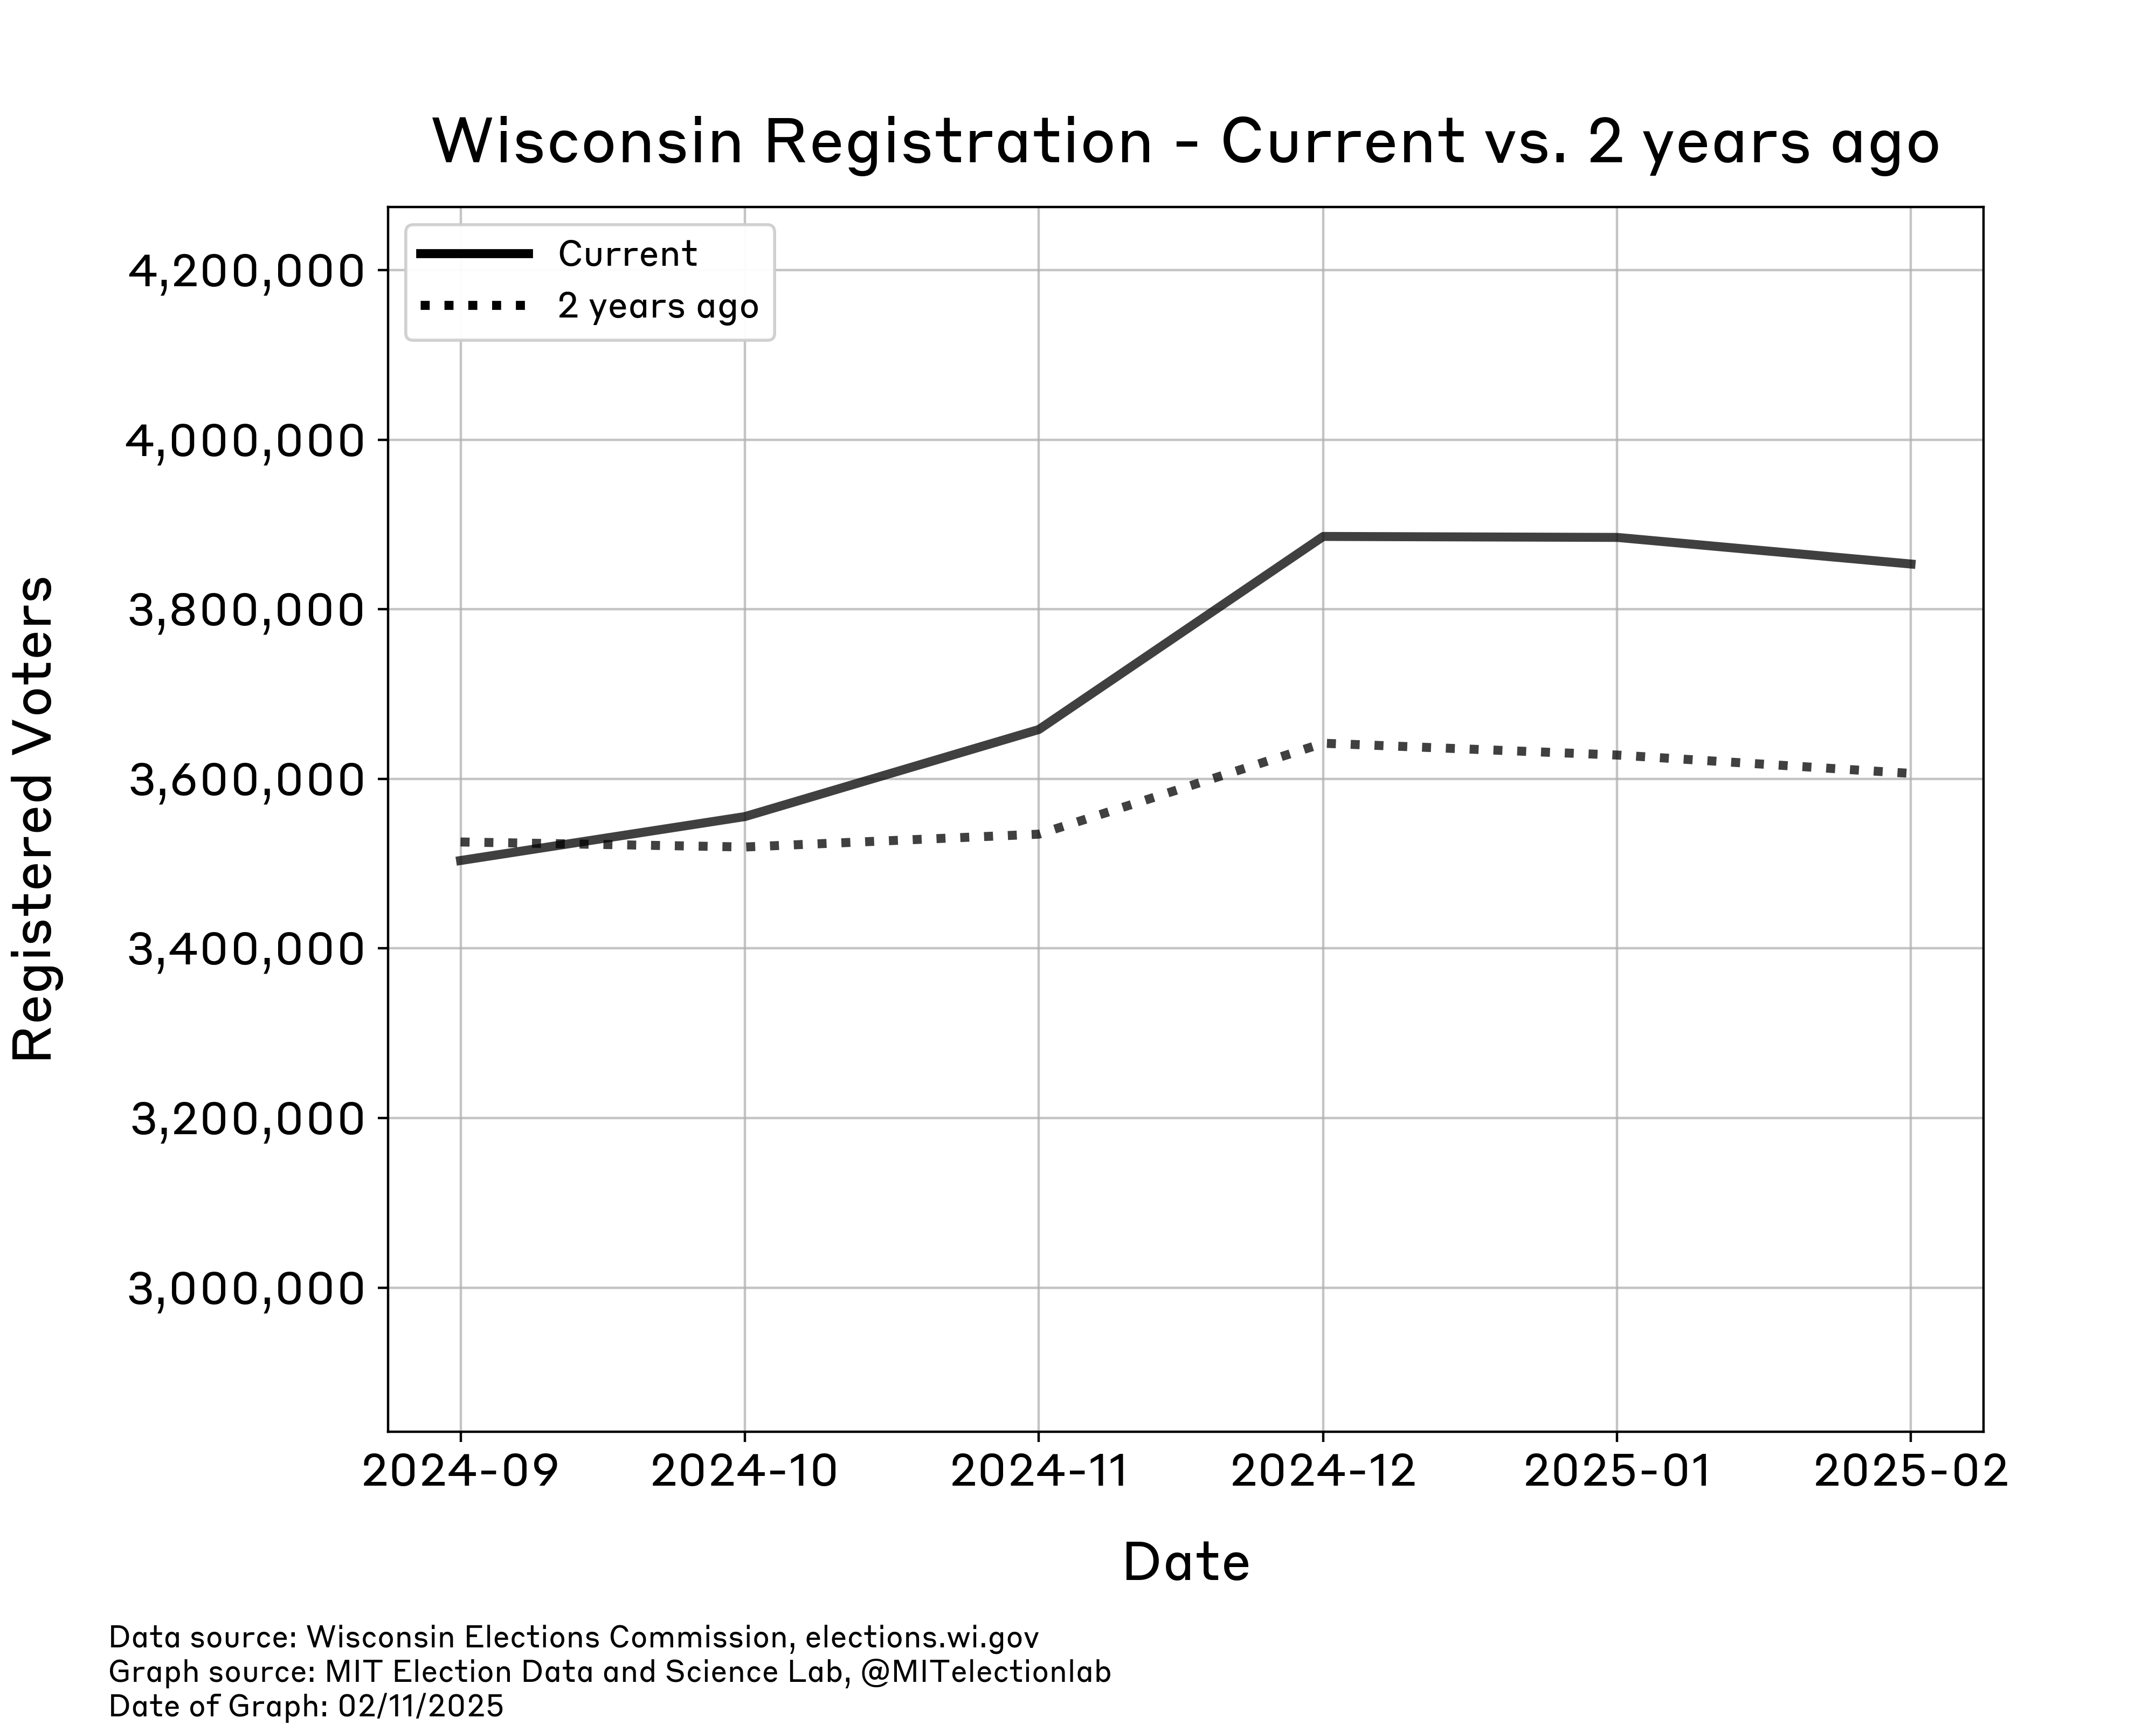 Wisconsin Registration - Current vs. 2 years ago
Current
2 years ago
4,200,000
4,000,000
3,800,000
3,600,000
3,400,000
3,200,000
3,000,000
Registered Voters
2024-09 2024-10 2024-11 2024-12 2025-01 2025-02
Date
Data source: Wisconsin Elections Commission, elections.wi.gov
Graph source: MIT Election Data and Science Lab, @MITelectionlab
Date of Graph: 02/11/2025